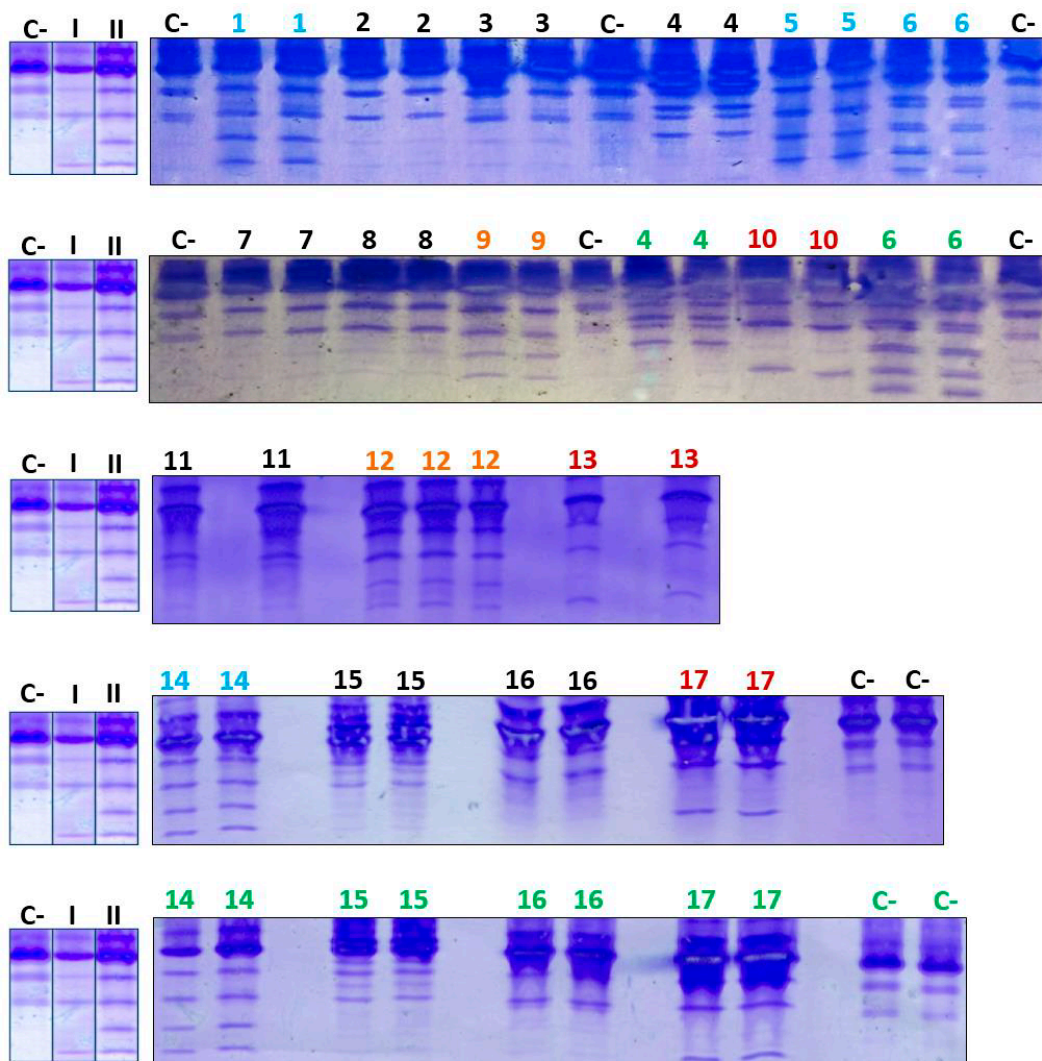 C- I II C- 1 1 2 2 3 3 C- 4 4 5 5 6 6 C-
C- I II C- 7 7 8 8 9 9 C- 4 4 10 10 6 6 C-
C- I II 11 11 12 12 12 13 13
C- I II 14 14 15 15 16 16 17 17 C- C-
C- I II 14 14 15 15 16 16 17 17 C- C-